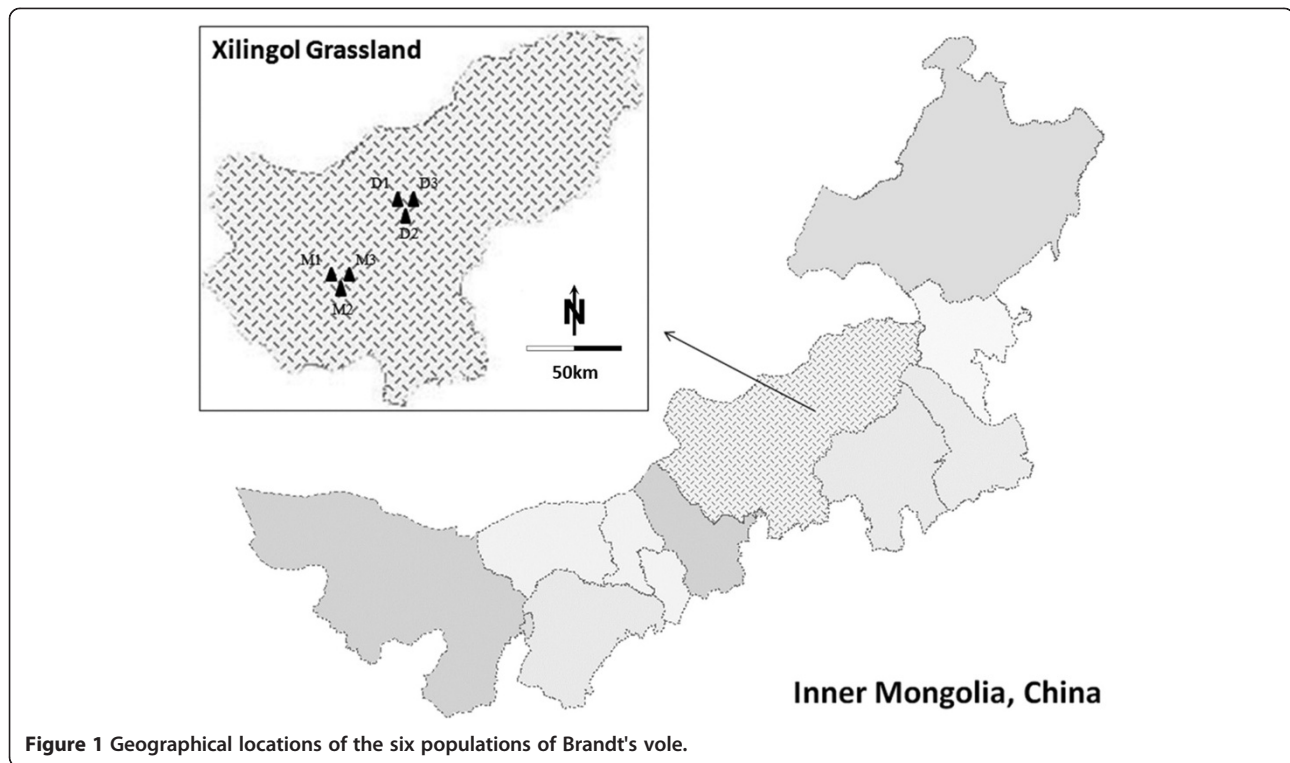 Xilingol Grassland
D1 D3
D2
M1 M3
M2
N
50km
Inner Mongolia, China
Figure 1 Geographical locations of the six populations of Brandt's vole.